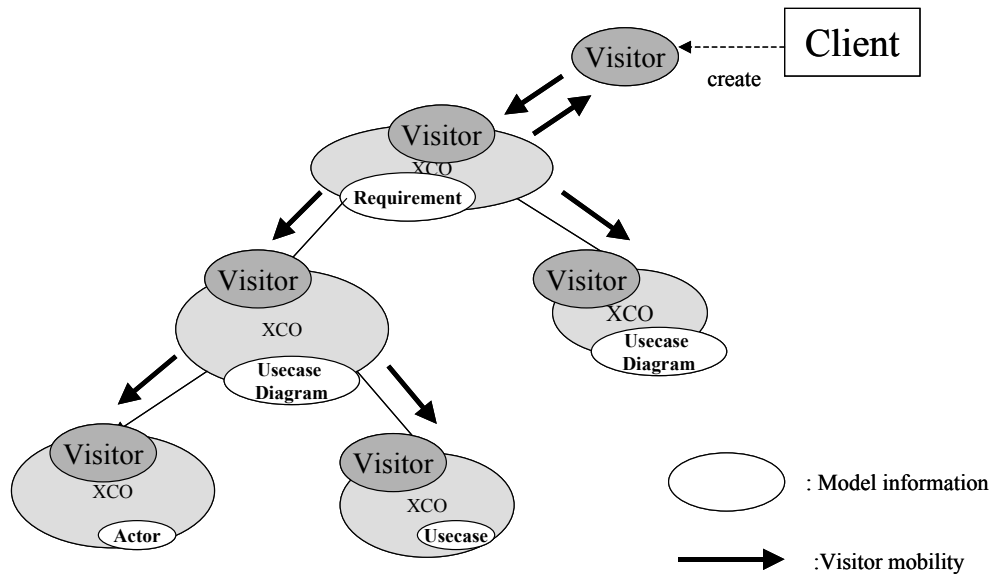 Client
Visitor
create
Visitor
XCO
Requirement
Visitor
XCO
Usecase
Diagram
Visitor
XCO
Usecase
Diagram
Visitor
XCO
Actor
Visitor
XCO
Usecase
: Model information
:Visitor mobility